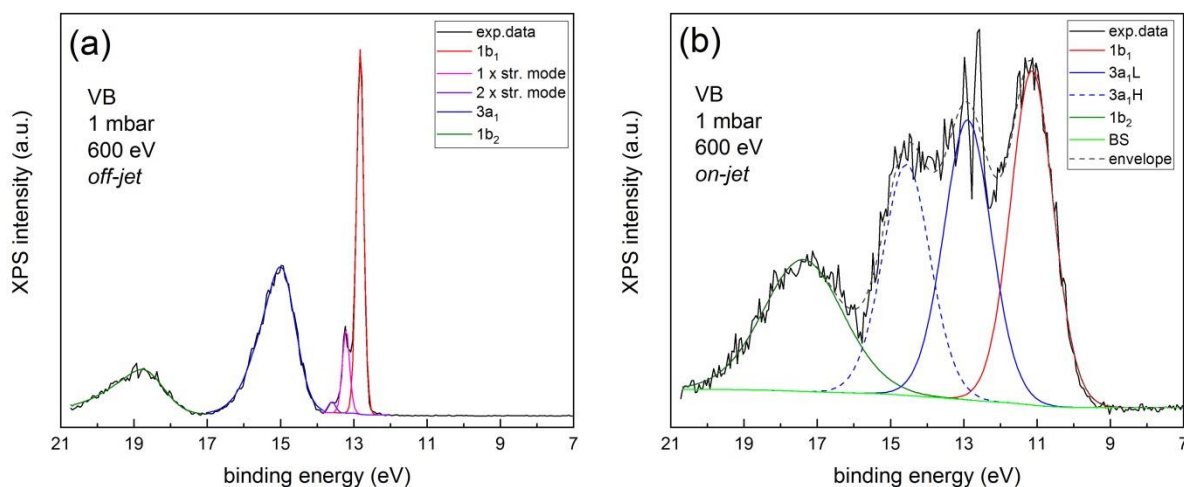 (a)
VB
1 mbar
600 eV
off-jet
exp.data
1b₁
1 x str. mode
2 x str. mode
3a₁
1b₂
XPS intensity (a.u.)
21 19 17 15 13 11 9 7
binding energy (eV)
(b)
VB
1 mbar
600 eV
on-jet
exp.data
1b₁
3a₁L
3a₁H
1b₂
BS
envelope
XPS intensity (a.u.)
21 19 17 15 13 11 9 7
binding energy (eV)